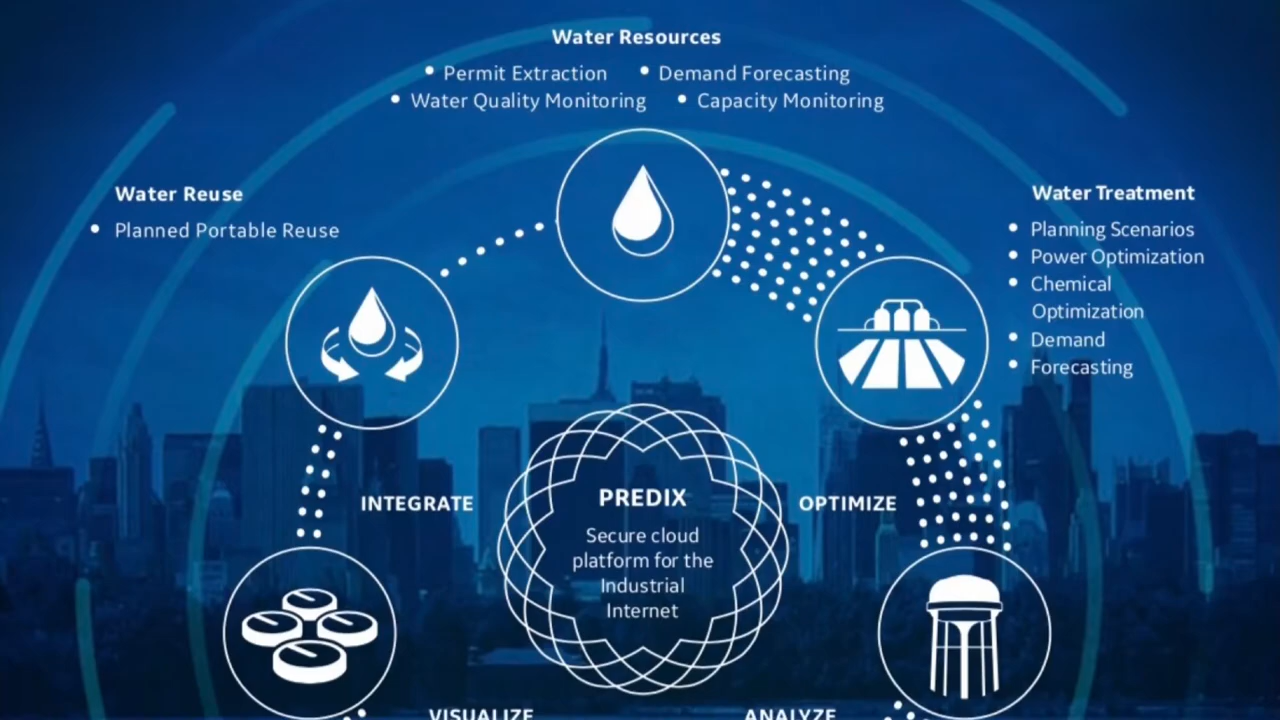 Water Resources
• Permit Extraction • Demand Forecasting
• Water Quality Monitoring • Capacity Monitoring
Water Reuse
• Planned Portable Reuse
Water Treatment
• Planning Scenarios
• Power Optimization
• Chemical
Optimization
• Demand
• Forecasting
INTEGRATE
PREDIX
Secure cloud
platform for the
Industrial
Internet
OPTIMIZE
VISUALIZE
ANALYZE